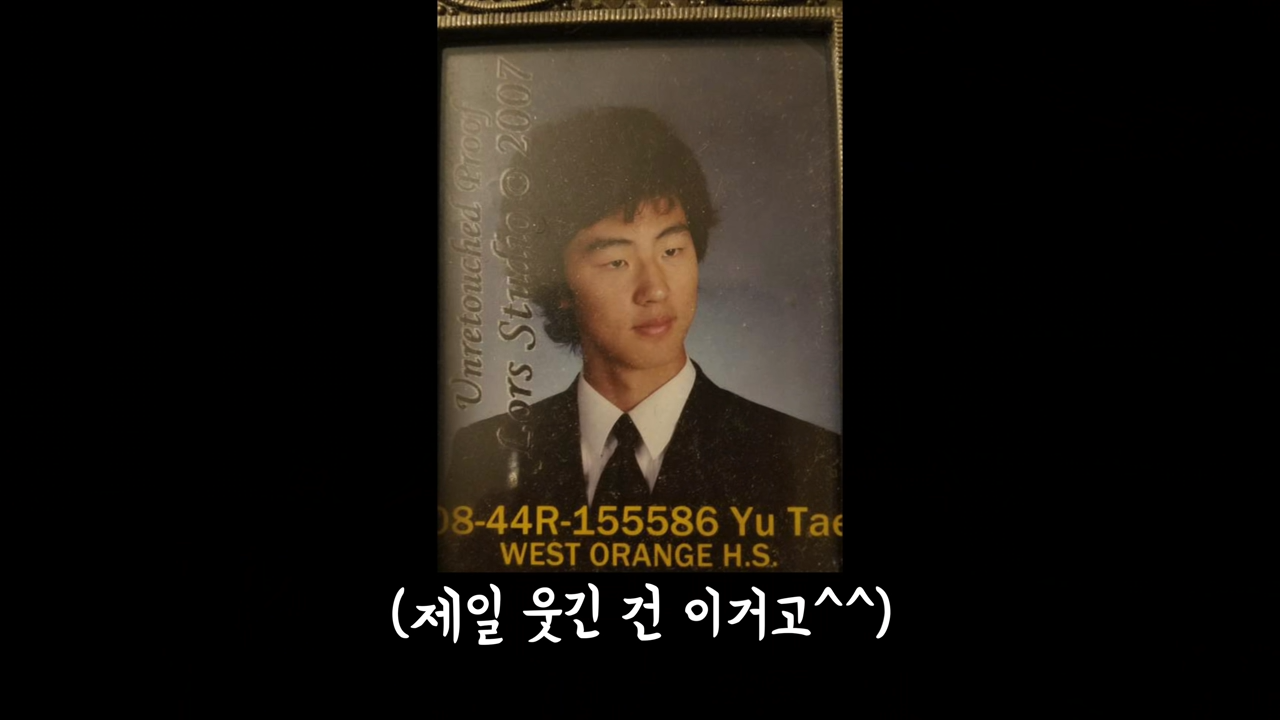 Unretouched Proof
Lors Studio © 2007
08-44R-155586 Yu Tae
WEST ORANGE H.S.
(제일 웃긴 건 이거고^^)